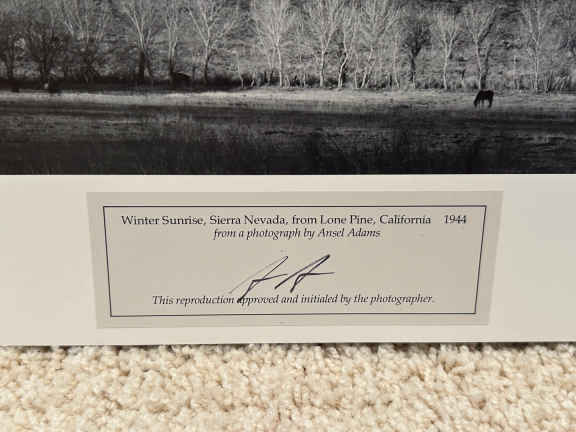 Winter Sunrise, Sierra Nevada, from Lone Pine, California 1944
from a photograph by Ansel Adams
AA
This reproduction approved and initialed by the photographer.